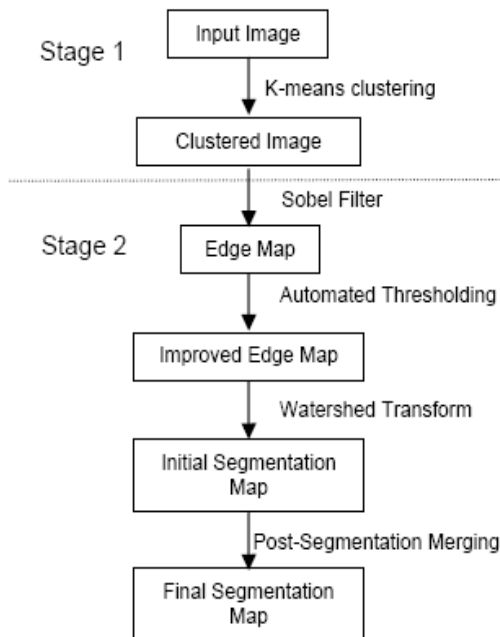 Input Image
Stage 1
K-means clustering
Clustered Image
Sobel Filter
Stage 2
Edge Map
Automated Thresholding
Improved Edge Map
Watershed Transform
Initial Segmentation
Map
Post-Segmentation Merging
Final Segmentation
Map